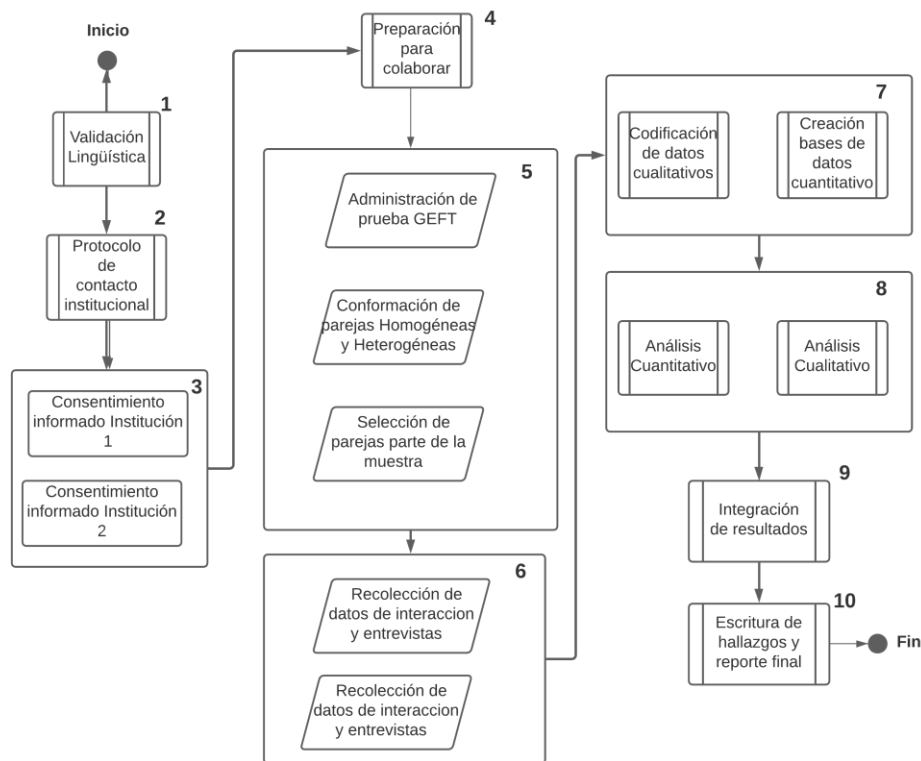 Inicio
1
Validación
Lingüística
2
Protocolo
de
contacto
institucional
3
Consentimiento
informado Institución
1
Consentimiento
informado Institución
2
4
Preparación
para
colaborar
5
Administración de
prueba GEFT
Conformación de
parejas Homogéneas
y Heterogéneas
Selección de
parejas parte de la
muestra
6
Recolección de
datos de interaccion
y entrevistas
Recolección de
datos de interaccion
y entrevistas
7
Codificación
de datos
cualitativos
Creación
bases de
datos
cuantitativo
8
Análisis
Cuantitativo
Análisis
Cualitativo
9
Integración
de resultados
10
Escritura de
hallazgos y
reporte final
Fin